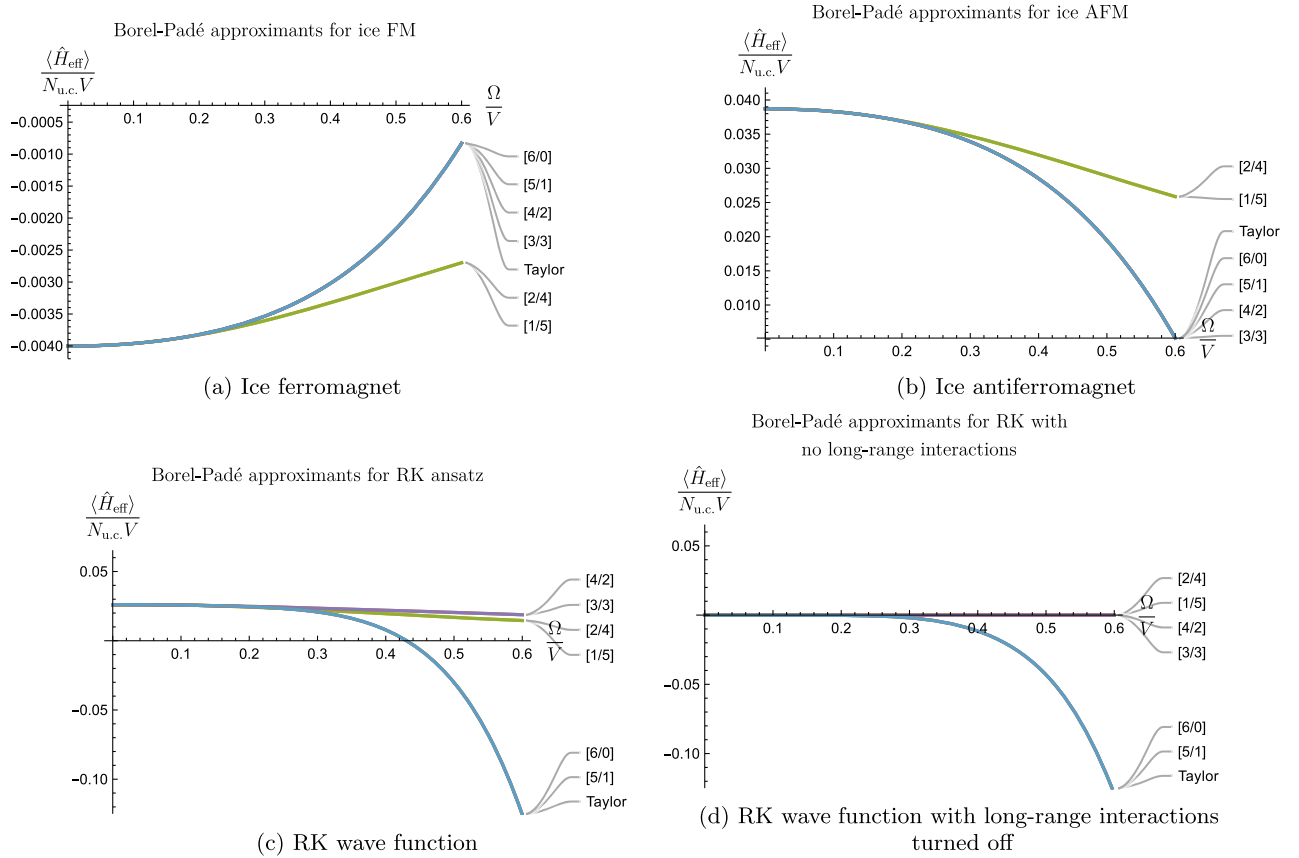 Borel-Padé approximants for ice FM
⟨Ĥ_eff⟩
N_u.c. V
Ω
V
0.1 0.2 0.3 0.4 0.5 0.6
−0.0005
−0.0010
−0.0015
−0.0020
−0.0025
−0.0030
−0.0035
−0.0040
[6/0]
[5/1]
[4/2]
[3/3]
Taylor
[2/4]
[1/5]
(a) Ice ferromagnet
Borel-Padé approximants for ice AFM
⟨Ĥ_eff⟩
N_u.c. V
0.040
0.035
0.030
0.025
0.020
0.015
0.010
[2/4]
[1/5]
Taylor
[6/0]
[5/1]
[4/2]
[3/3]
Ω
V
0.1 0.2 0.3 0.4 0.5 0.6
(b) Ice antiferromagnet
Borel-Padé approximants for RK ansatz
⟨Ĥ_eff⟩
N_u.c. V
0.05
−0.05
−0.10
[4/2]
[3/3]
[2/4]
[1/5]
Ω
V
0.1 0.2 0.3 0.4 0.5 0.6
[6/0]
[5/1]
Taylor
(c) RK wave function
Borel-Padé approximants for RK with
no long-range interactions
⟨Ĥ_eff⟩
N_u.c. V
0.05
−0.05
−0.10
[2/4]
[1/5]
[4/2]
[3/3]
Ω
V
0.1 0.2 0.3 0.4 0.5 0.6
[6/0]
[5/1]
Taylor
(d) RK wave function with long-range interactions
turned off